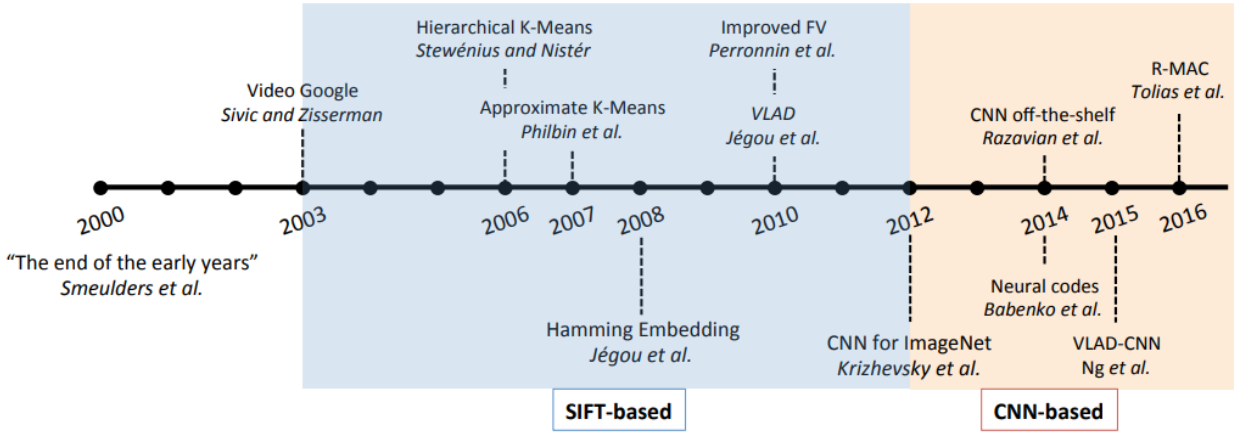 Hierarchical K-Means
Stewénius and Nistér
Improved FV
Perronnin et al.
R-MAC
Tolias et al.
Video Google
Sivic and Zisserman
Approximate K-Means
Philbin et al.
VLAD
Jégou et al.
CNN off-the-shelf
Razavian et al.
2000
2003
2006
2007
2008
2010
2012
2014
2015
2016
“The end of the early years”
Smeulders et al.
Hamming Embedding
Jégou et al.
CNN for ImageNet
Krizhevsky et al.
Neural codes
Babenko et al.
VLAD-CNN
Ng et al.
SIFT-based
CNN-based